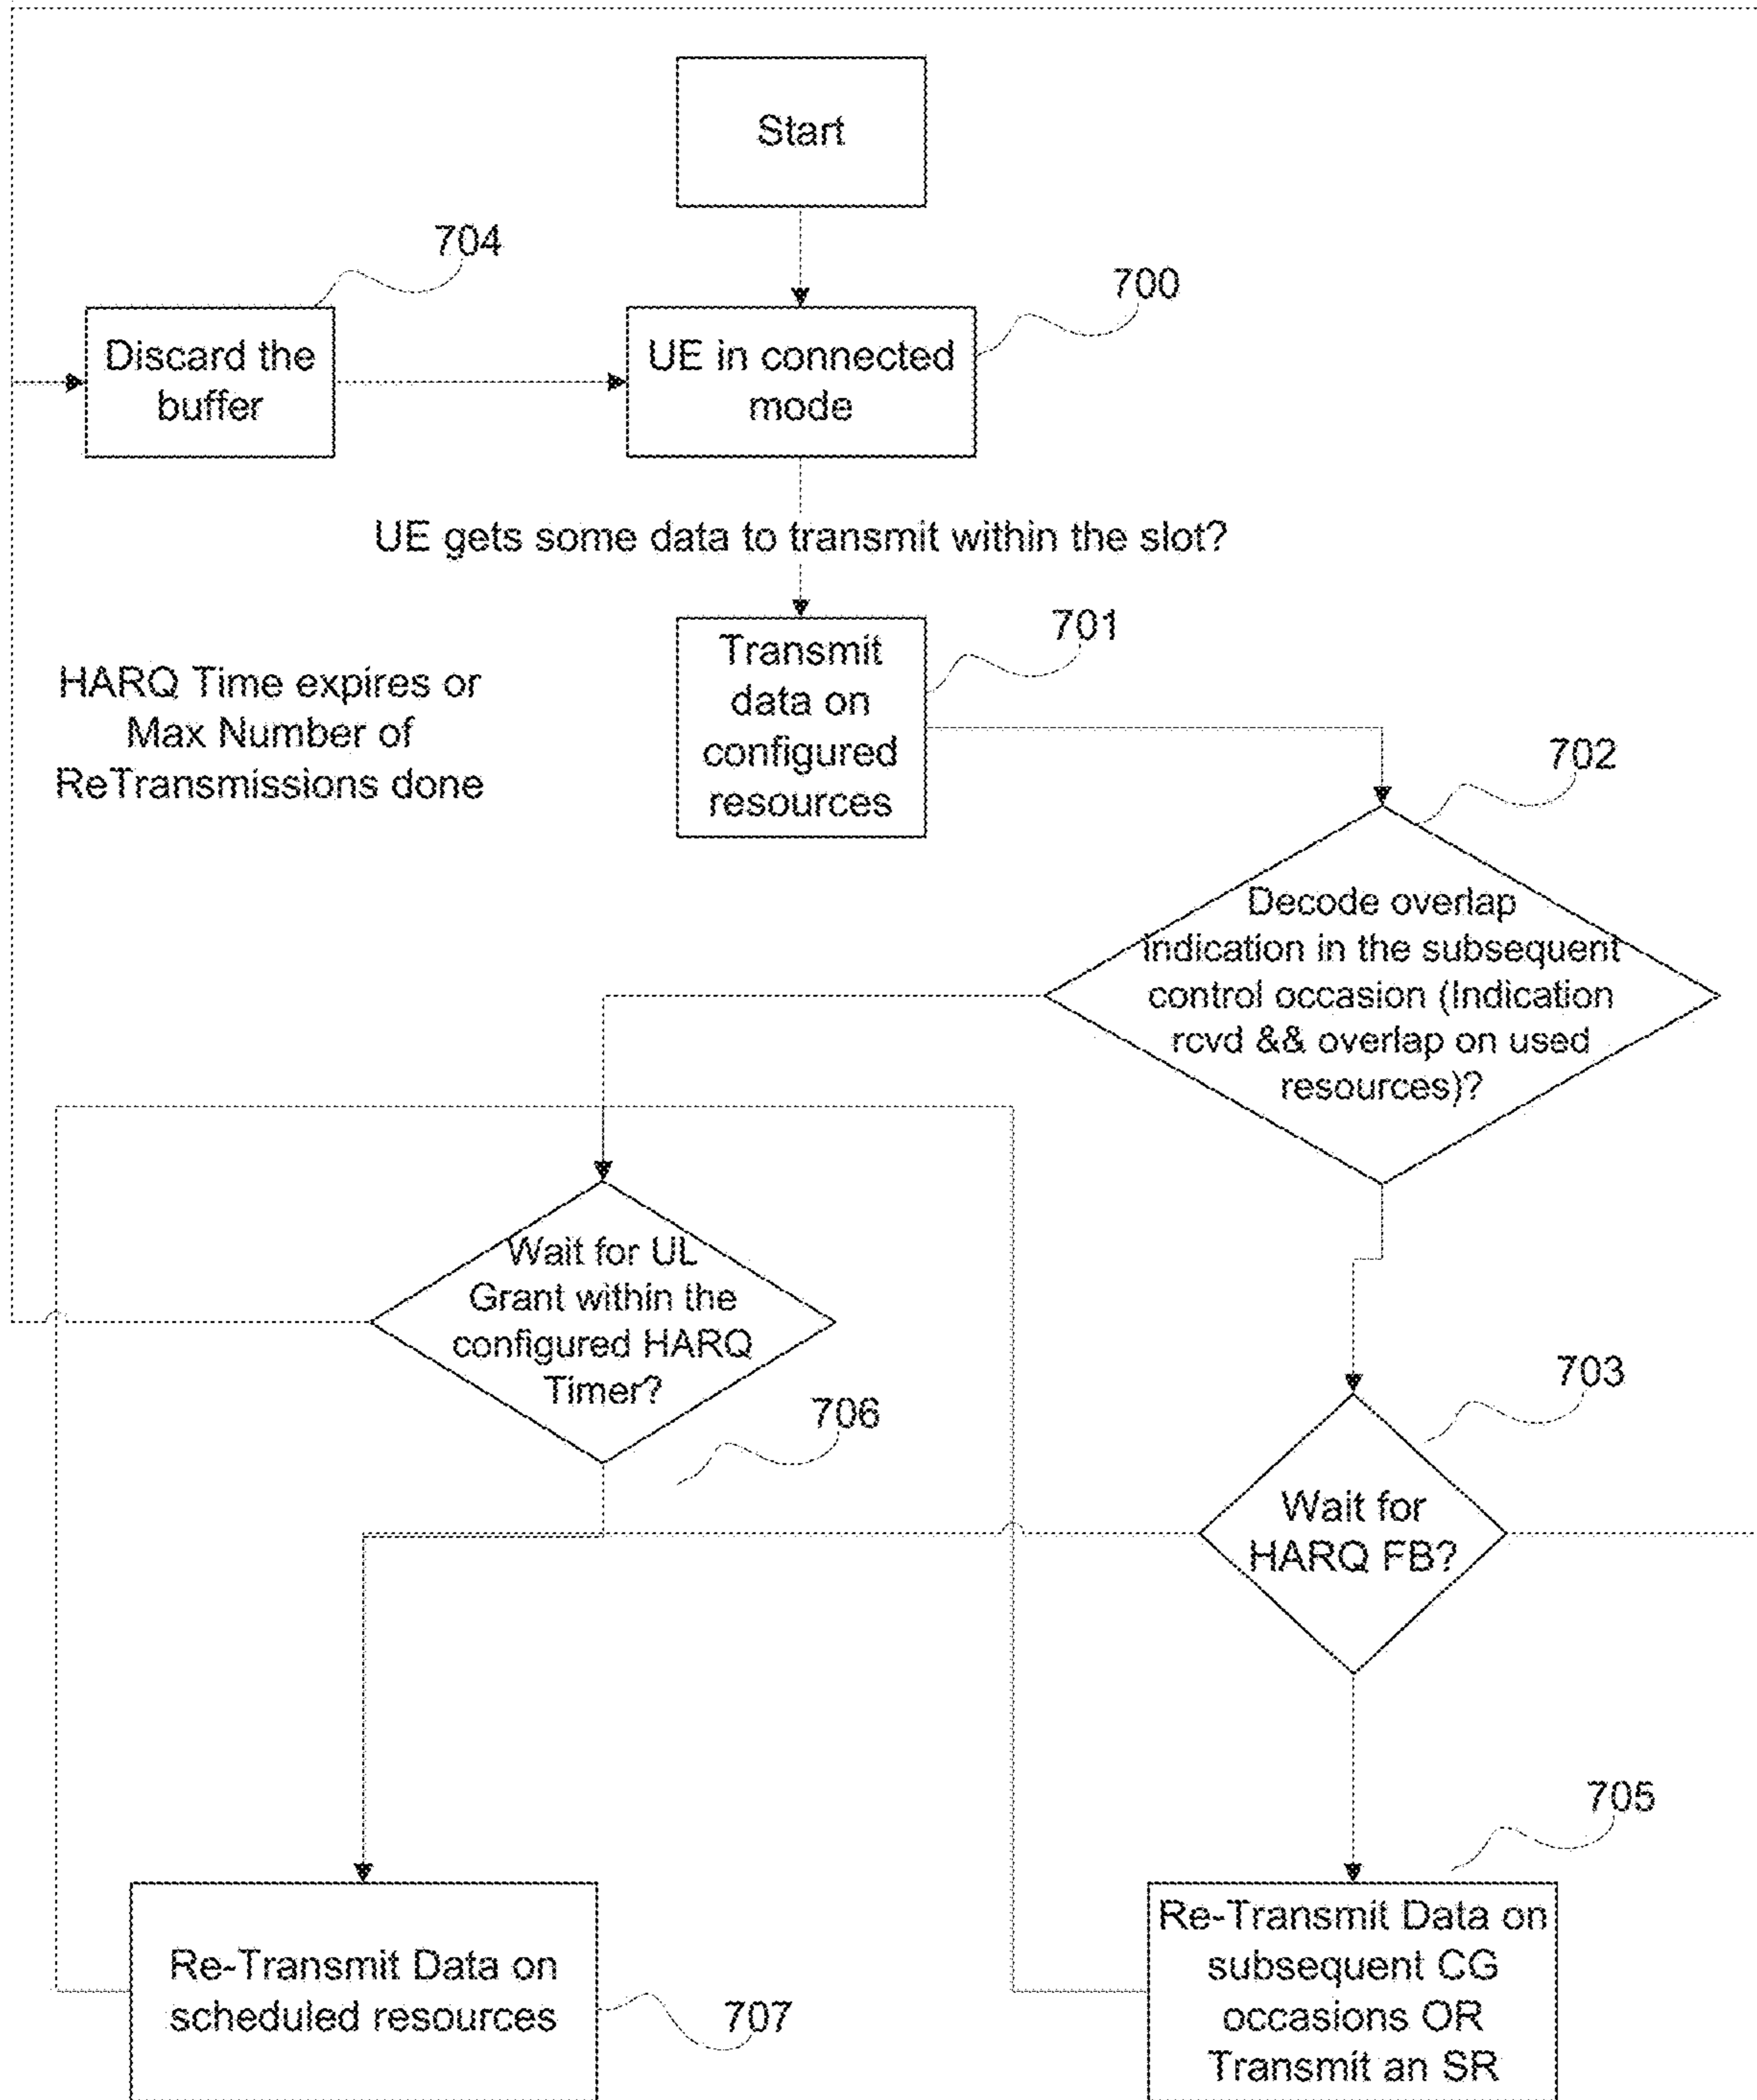 Start
704
700
Discard the
buffer
UE in connected
mode
UE gets some data to transmit within the slot?
701
Transmit
data on
configured
resources
HARQ Time expires or
Max Number of
ReTransmissions done
702
Decode overlap
indication in the subsequent
control occasion (Indication
rcvd && overlap on used
resources)?
Wait for UL
Grant within the
configured HARQ
Timer?
706
703
Wait for
HARQ FB?
705
Re-Transmit Data on
scheduled resources
707
Re-Transmit Data on
subsequent CG
occasions OR
Transmit an SR